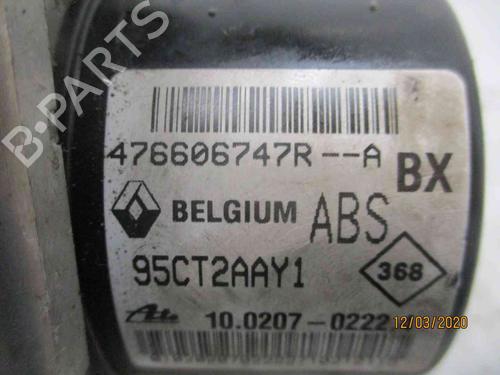 B-PARTS
476606747R--A
BX
BELGIUM ABS
95CT2AAY1
368
Ate 10.0207-0222
12/03/2020